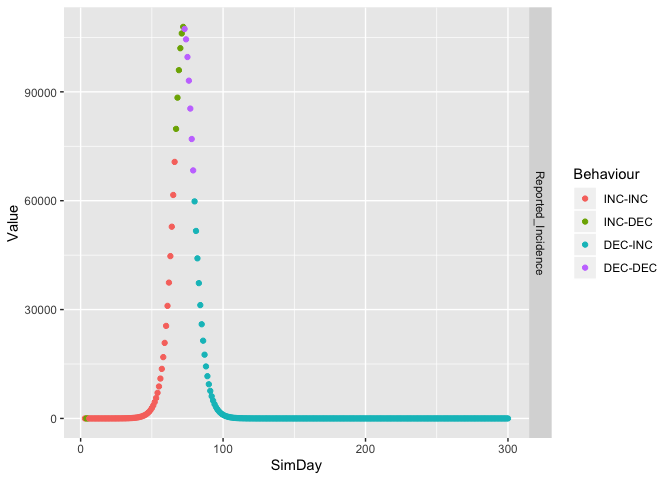 90000
60000
30000
0
Value
0
100
200
300
SimDay
Reported_Incidence
Behaviour
INC-INC
INC-DEC
DEC-INC
DEC-DEC